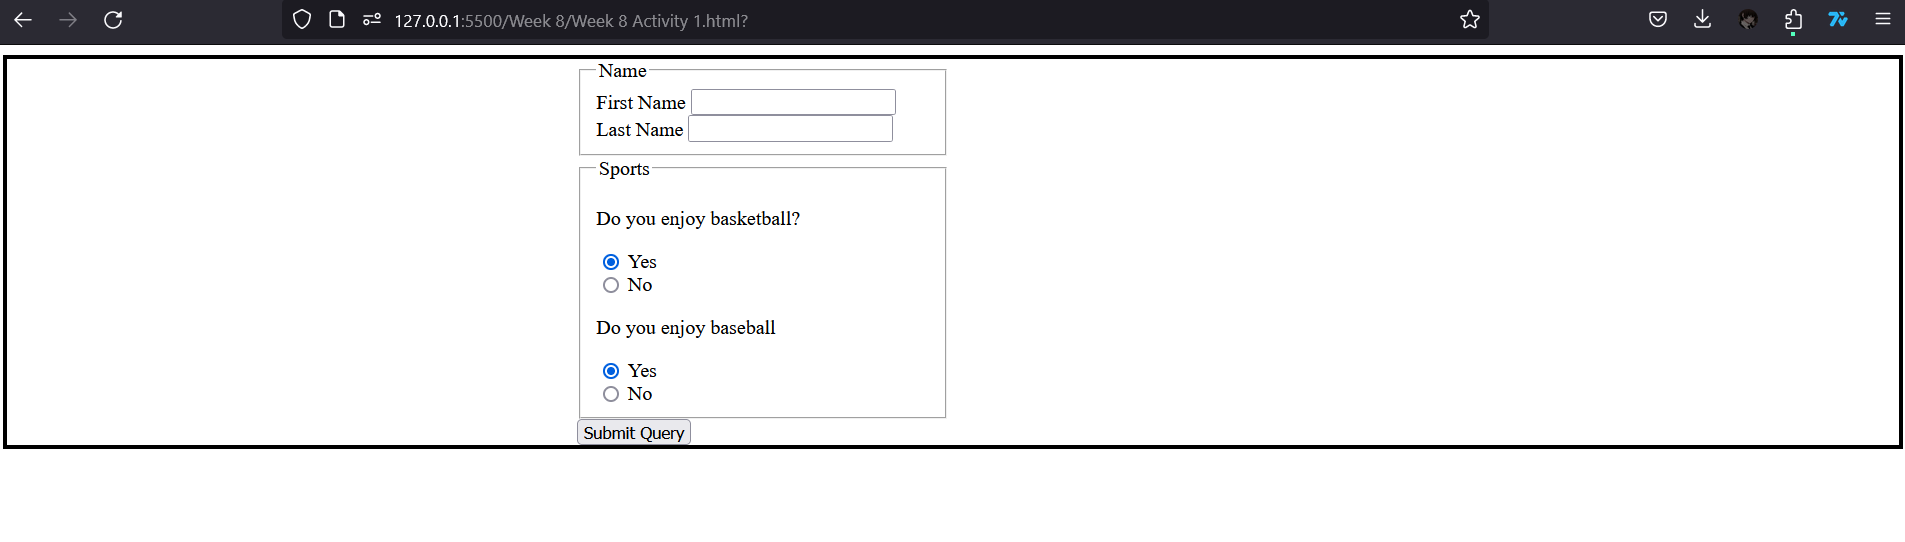 127.0.0.1:5500/Week 8/Week 8 Activity 1.html?
Name
First Name
Last Name
Sports
Do you enjoy basketball?
Yes
No
Do you enjoy baseball
Yes
No
Submit Query